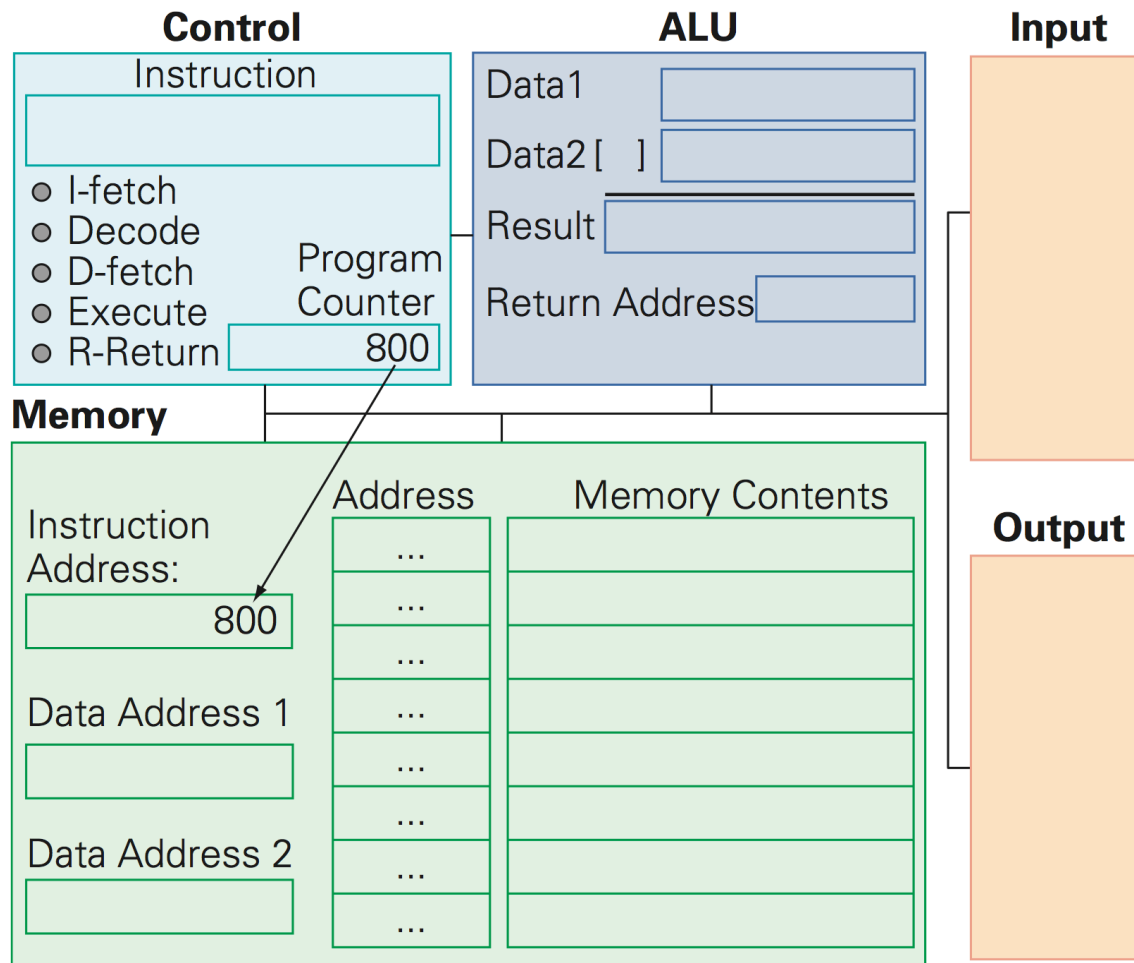 Control
Instruction
I-fetch
Decode
D-fetch
Execute
R-Return
Program
Counter
800
ALU
Data1
Data2 [ ]
Result
Return Address
Input
Memory
Instruction
Address:
800
Data Address 1
Data Address 2
Address
...
...
...
...
...
...
...
...
Memory Contents
Output